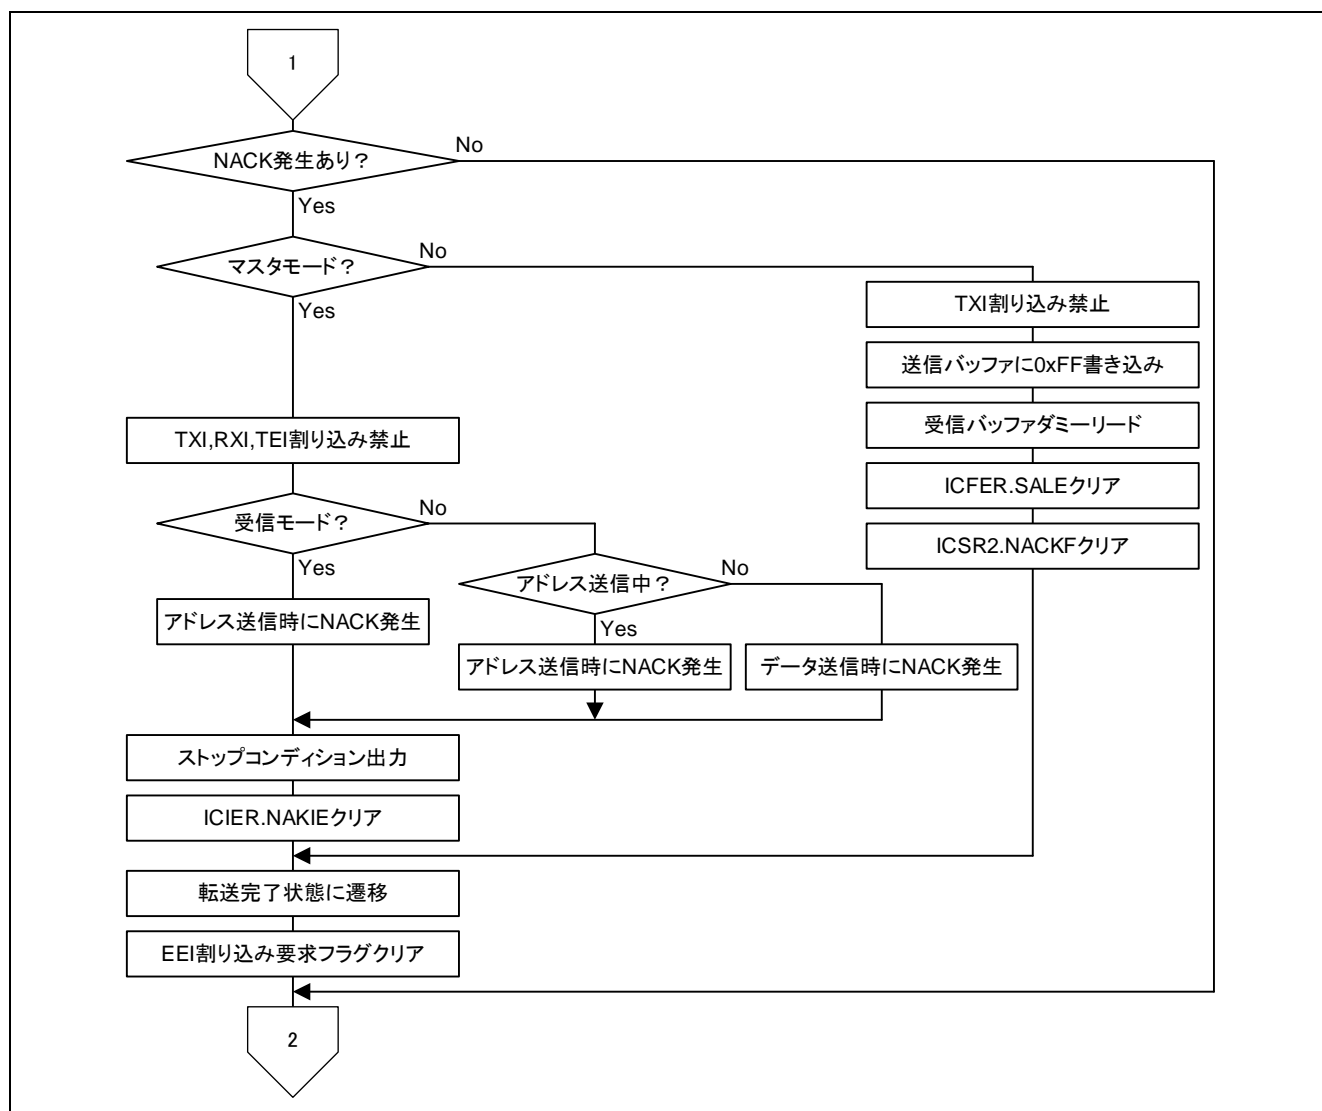 1
NACK発生あり？
No
Yes
マスタモード？
No
Yes
TXI割り込み禁止
送信バッファに0xFF書き込み
受信バッファダミーリード
ICFER.SALEクリア
ICSR2.NACKFクリア
TXI,RXI,TEI割り込み禁止
受信モード？
No
Yes
アドレス送信時にNACK発生
アドレス送信中？
No
Yes
アドレス送信時にNACK発生
データ送信時にNACK発生
ストップコンディション出力
ICIER.NAKIEクリア
転送完了状態に遷移
EEI割り込み要求フラグクリア
2